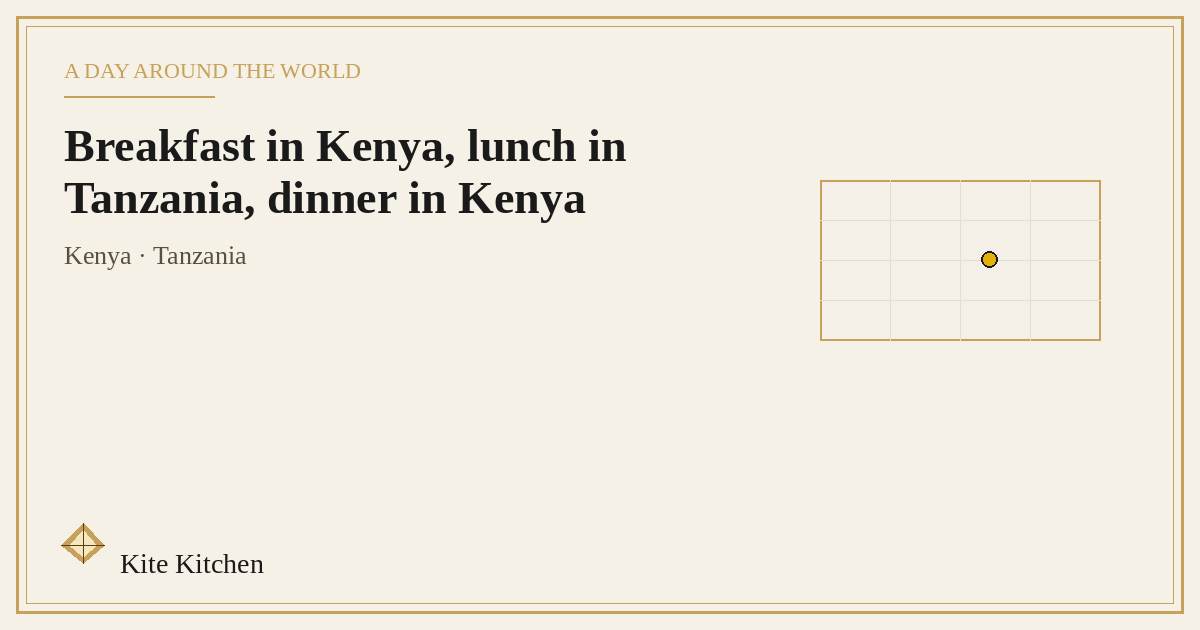 A DAY AROUND THE WORLD
Breakfast in Kenya, lunch in
Tanzania, dinner in Kenya
Kenya · Tanzania
Kite Kitchen